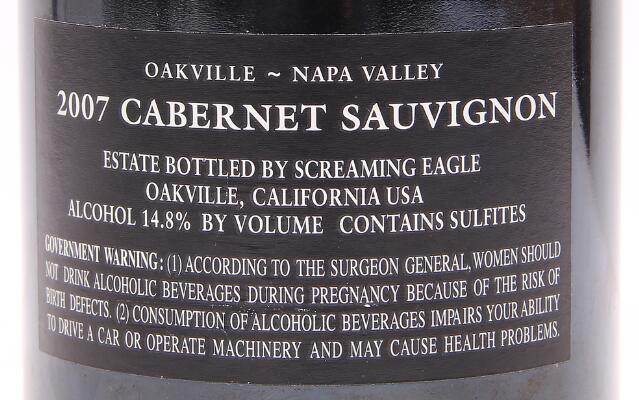 OAKVILLE ~ NAPA VALLEY
2007 CABERNET SAUVIGNON
ESTATE BOTTLED BY SCREAMING EAGLE
OAKVILLE, CALIFORNIA USA
ALCOHOL 14.8% BY VOLUME CONTAINS SULFITES
GOVERNMENT WARNING: (1) ACCORDING TO THE SURGEON GENERAL, WOMEN SHOULD
NOT DRINK ALCOHOLIC BEVERAGES DURING PREGNANCY BECAUSE OF THE RISK OF
BIRTH DEFECTS. (2) CONSUMPTION OF ALCOHOLIC BEVERAGES IMPAIRS YOUR ABILITY
TO DRIVE A CAR OR OPERATE MACHINERY AND MAY CAUSE HEALTH PROBLEMS.